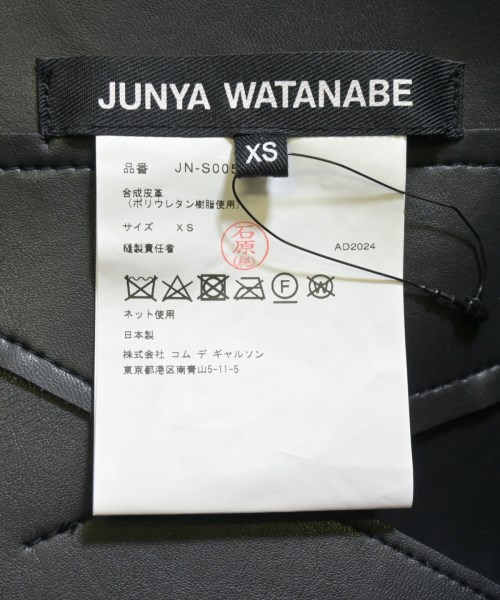 JUNYA WATANABE
XS
品番 JN-S005
合成皮革
(ポリウレタン樹脂使用)
サイズ XS
縫製責任者
石原
AD2024
F
W
ネット使用
日本製
株式会社 コム デ ギャルソン
東京都港区南青山5-11-5